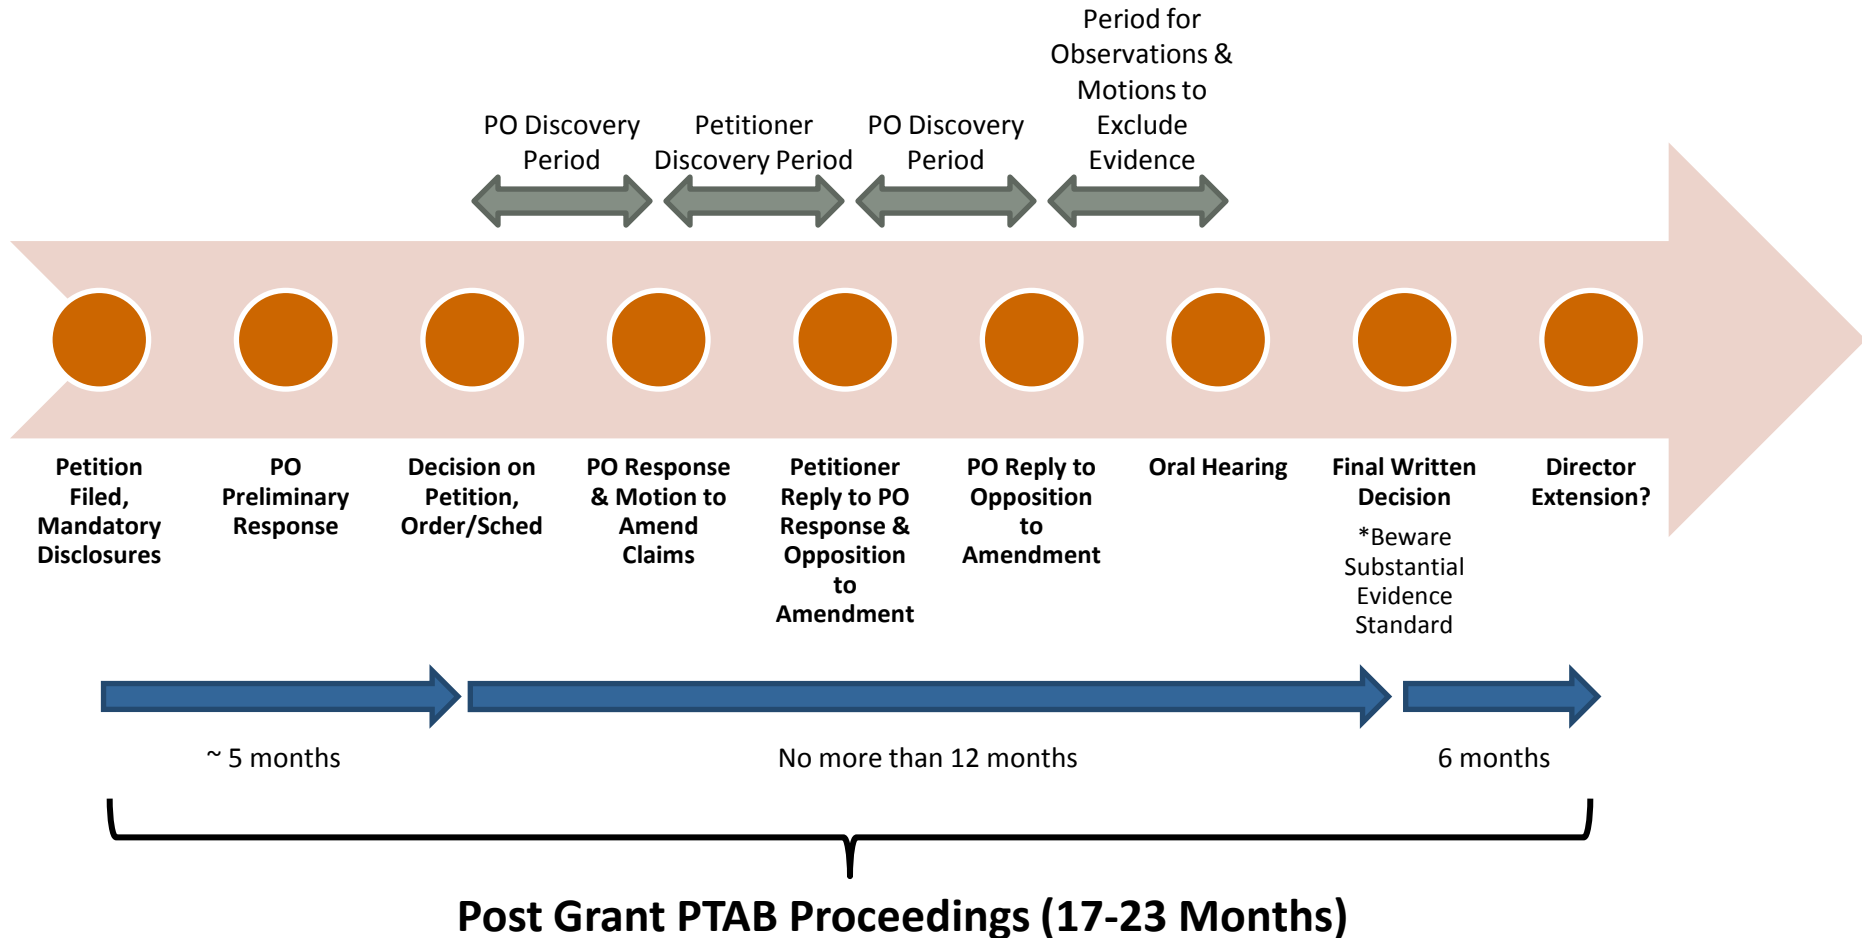 Period for
Observations &
Motions to
Exclude
Evidence
PO Discovery
Period
Petitioner
Discovery Period
PO Discovery
Period
Petition
Filed,
Mandatory
Disclosures
PO
Preliminary
Response
Decision on
Petition,
Order/Sched
PO Response
& Motion to
Amend
Claims
Petitioner
Reply to PO
Response &
Opposition
to
Amendment
PO Reply to
Opposition
to
Amendment
Oral Hearing
Final Written
Decision
*Beware
Substantial
Evidence
Standard
Director
Extension?
~ 5 months
No more than 12 months
6 months
Post Grant PTAB Proceedings (17-23 Months)